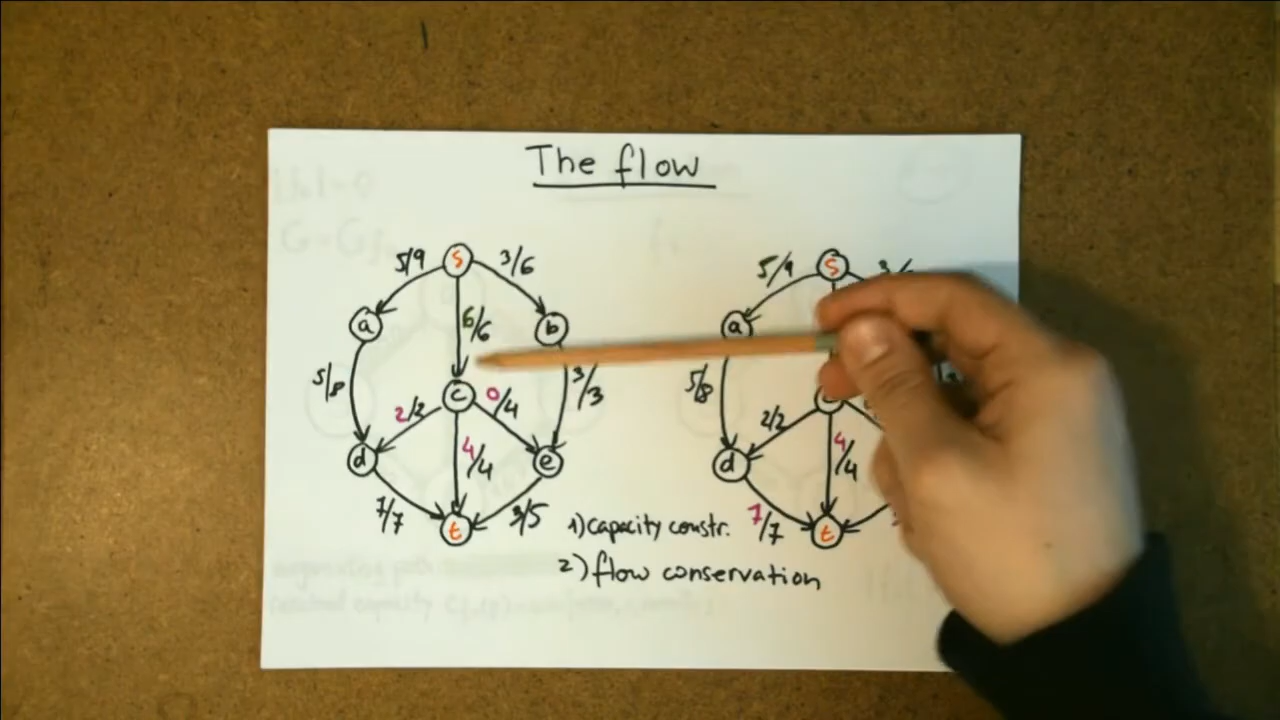 The flow
5/9 s 3/6
a 6/6 b
5/8 c 3/3
2/2 0/4
d 4/4 e
7/7 t 3/5
5/9 s
a
5/8
2/2
d 4/4
7/7 t
1) capacity constr.
2) flow conservation